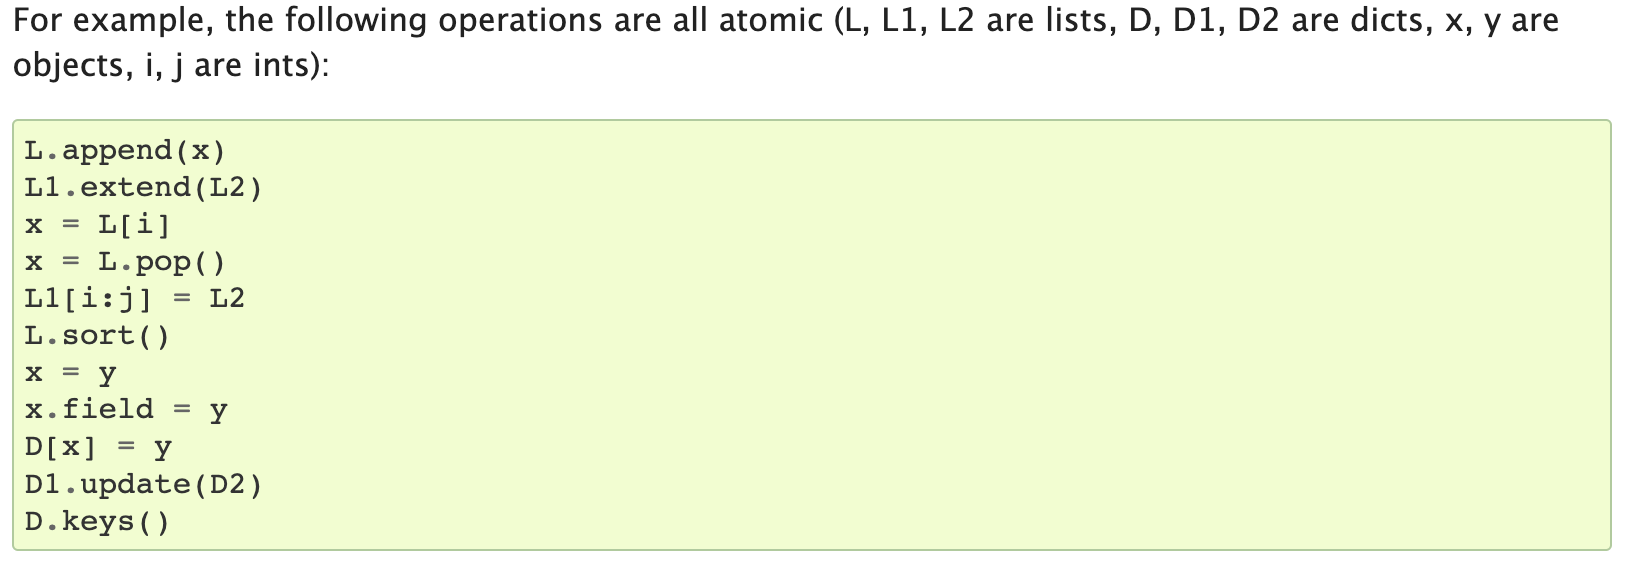 For example, the following operations are all atomic (L, L1, L2 are lists, D, D1, D2 are dicts, x, y are
objects, i, j are ints):
L.append(x)
L1.extend(L2)
x = L[i]
x = L.pop()
L1[i:j] = L2
L.sort()
x = y
x.field = y
D[x] = y
D1.update(D2)
D.keys()